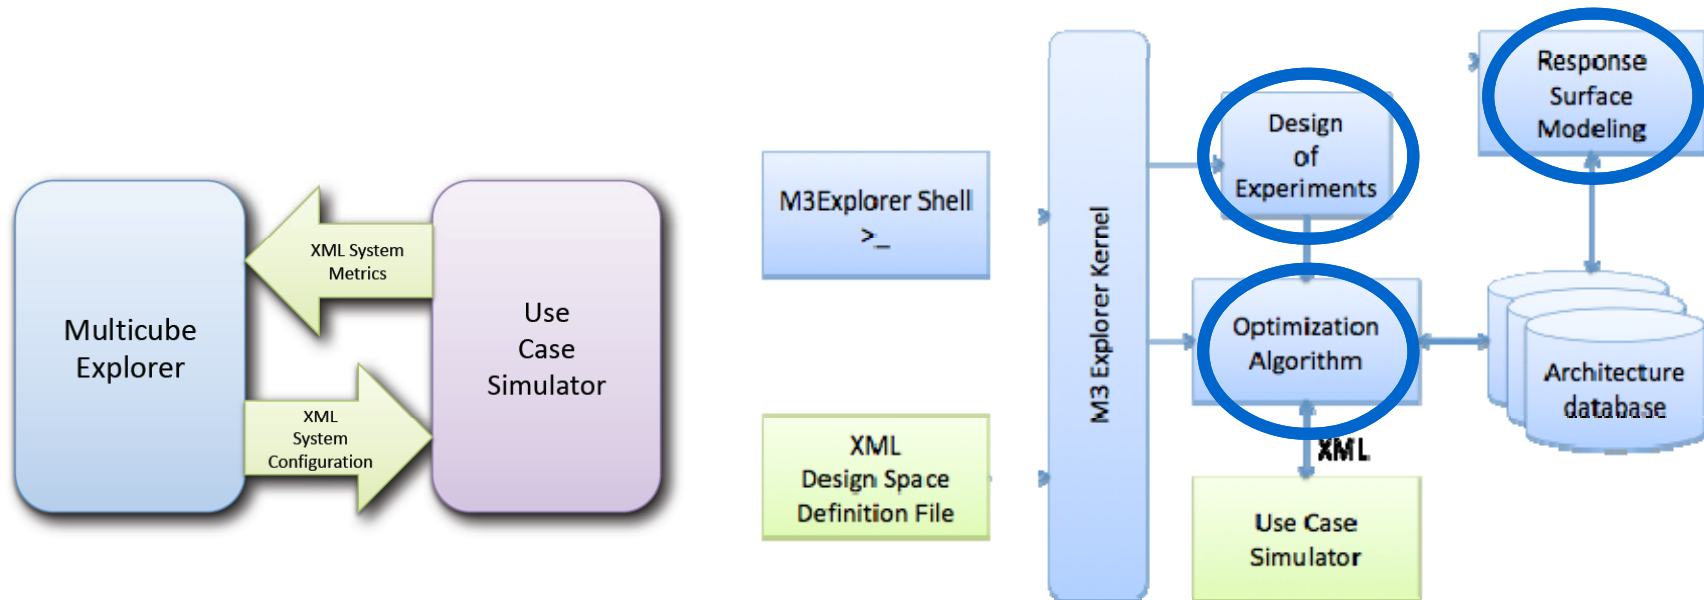 Multicube
Explorer
XML System
Metrics
XML
System
Configuration
Use
Case
Simulator
M3Explorer Shell
>_
XML
Design Space
Definition File
M3 Explorer Kernel
Design
of
Experiments
Optimization
Algorithm
XML
Use Case
Simulator
Response
Surface
Modeling
Architecture
database